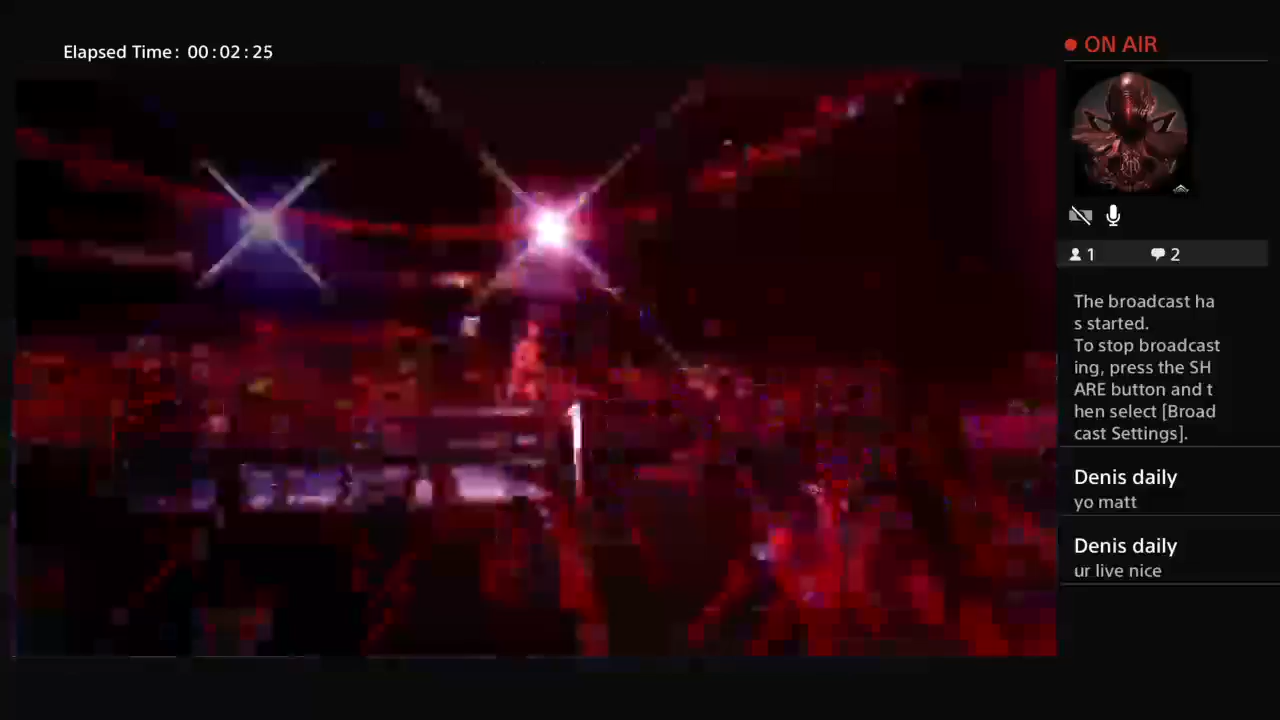 Elapsed Time: 00:02:25
ON AIR
1
2
The broadcast ha
s started.
To stop broadcast
ing, press the SH
ARE button and t
hen select [Broad
cast Settings].
Denis daily
yo matt
Denis daily
ur live nice